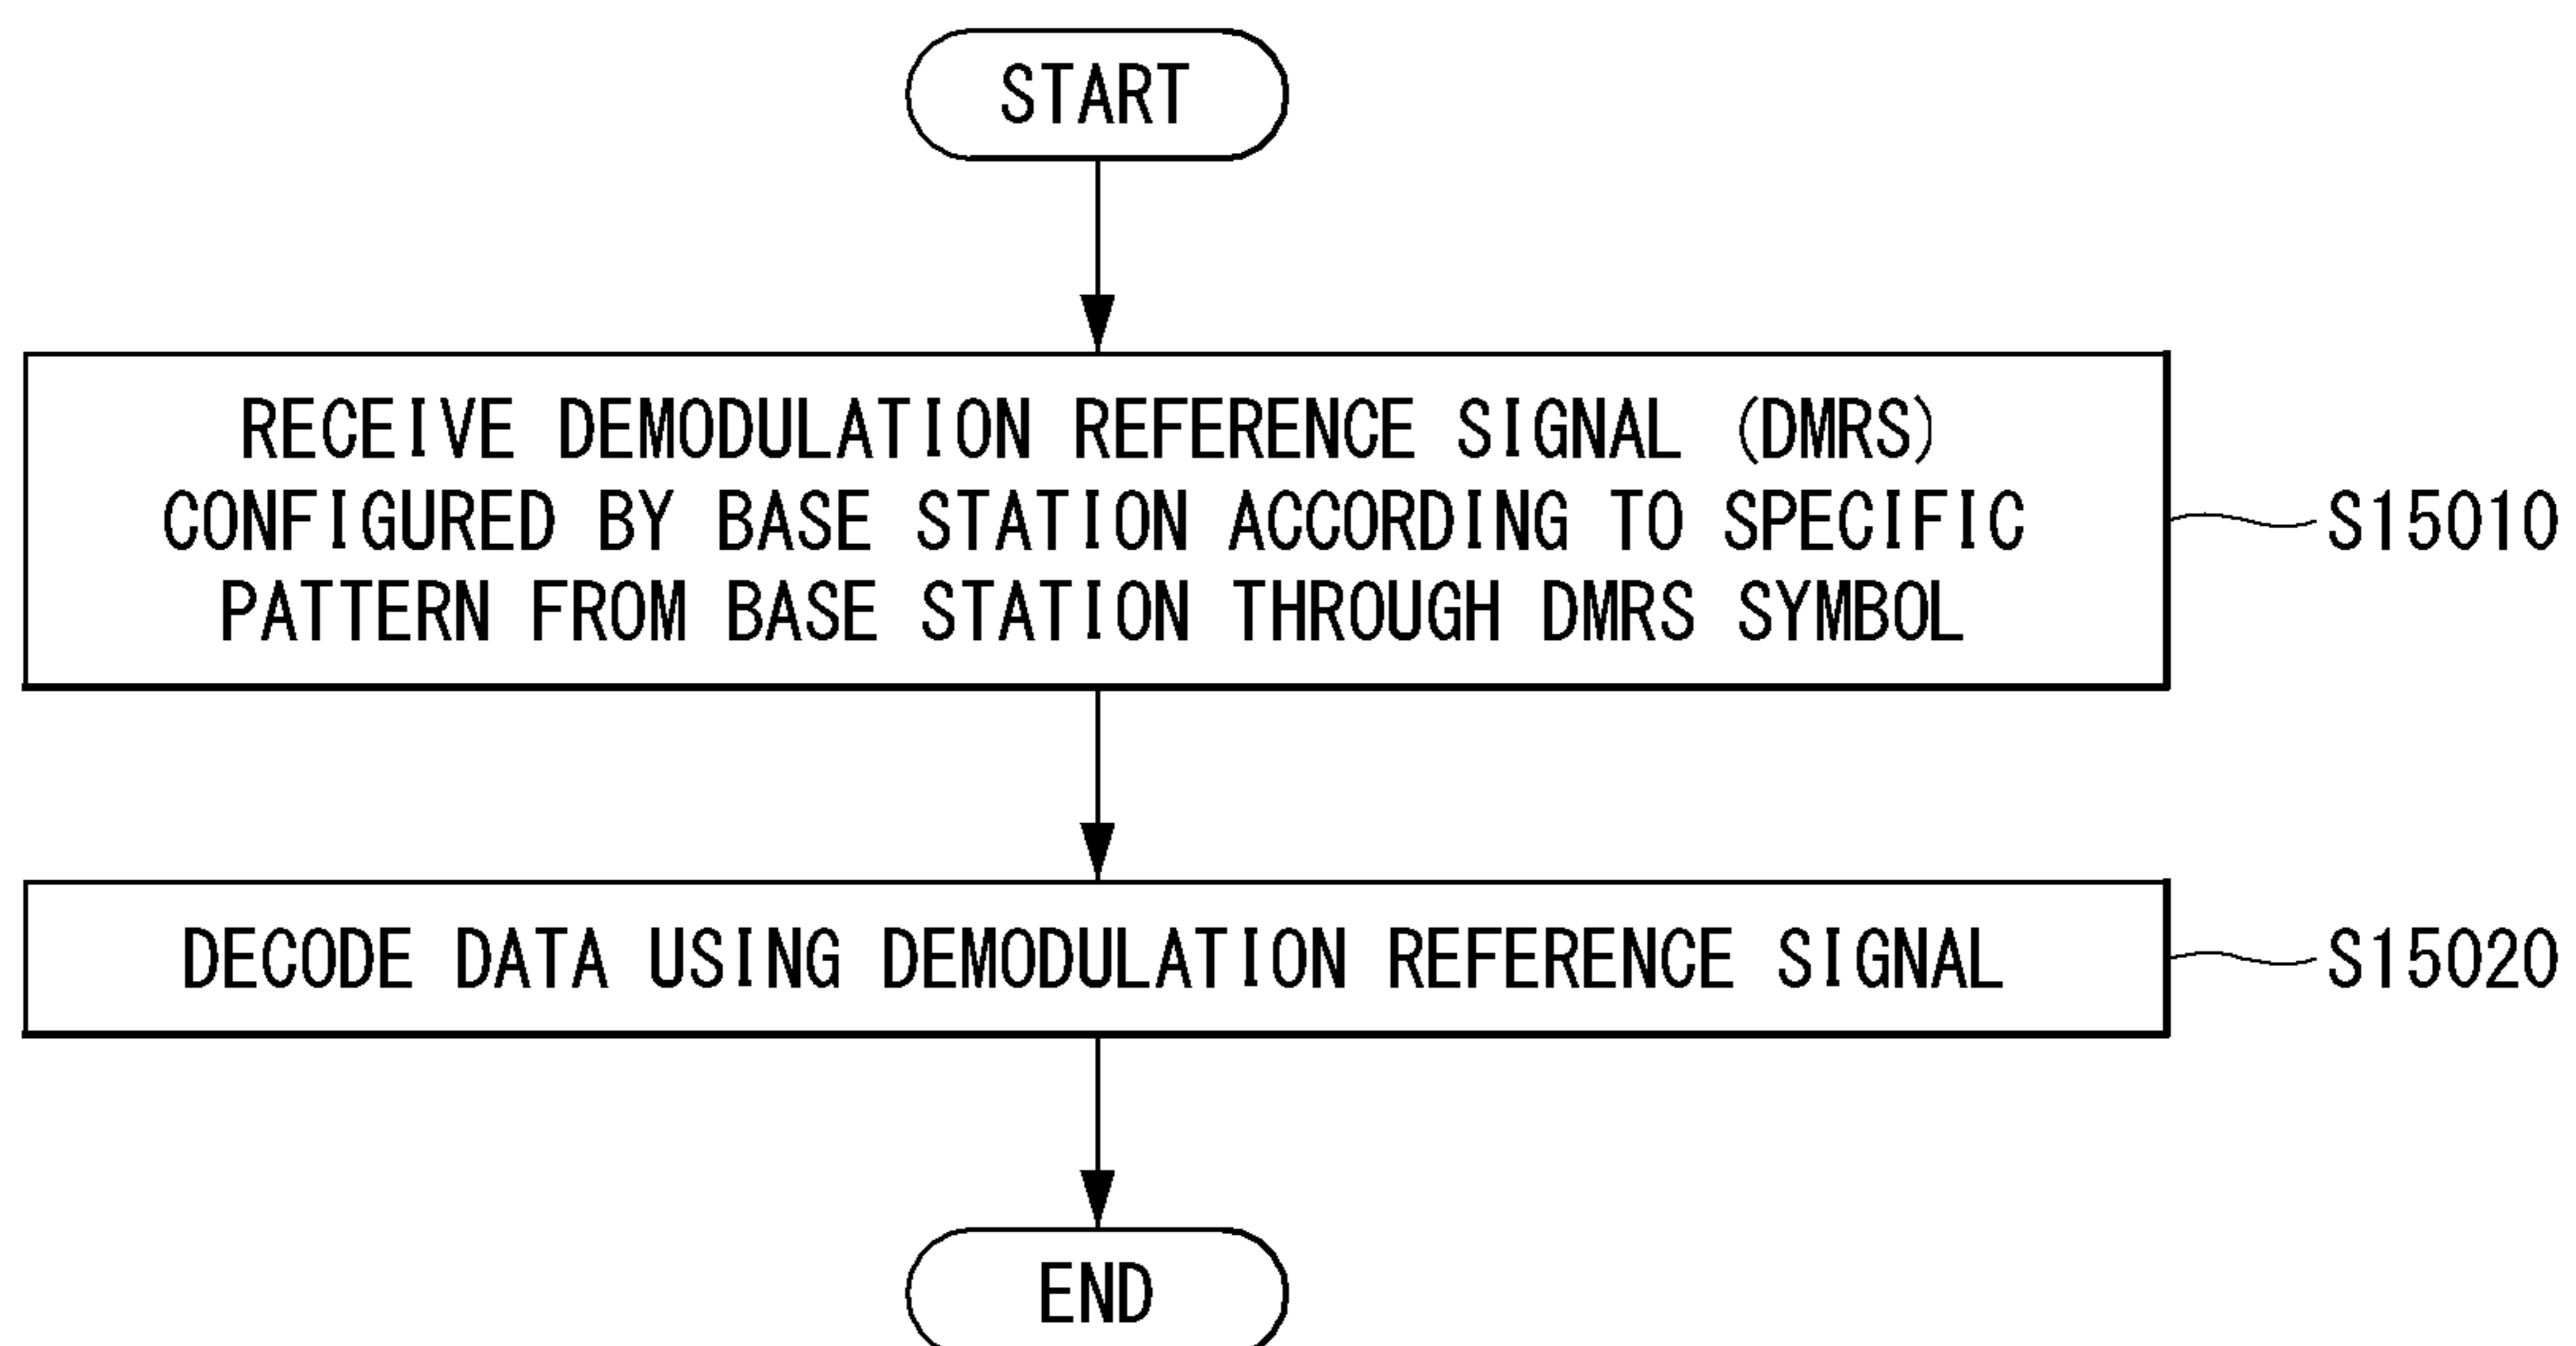 START
RECEIVE DEMODULATION REFERENCE SIGNAL (DMRS)
CONFIGURED BY BASE STATION ACCORDING TO SPECIFIC
PATTERN FROM BASE STATION THROUGH DMRS SYMBOL
S15010
DECODE DATA USING DEMODULATION REFERENCE SIGNAL
S15020
END